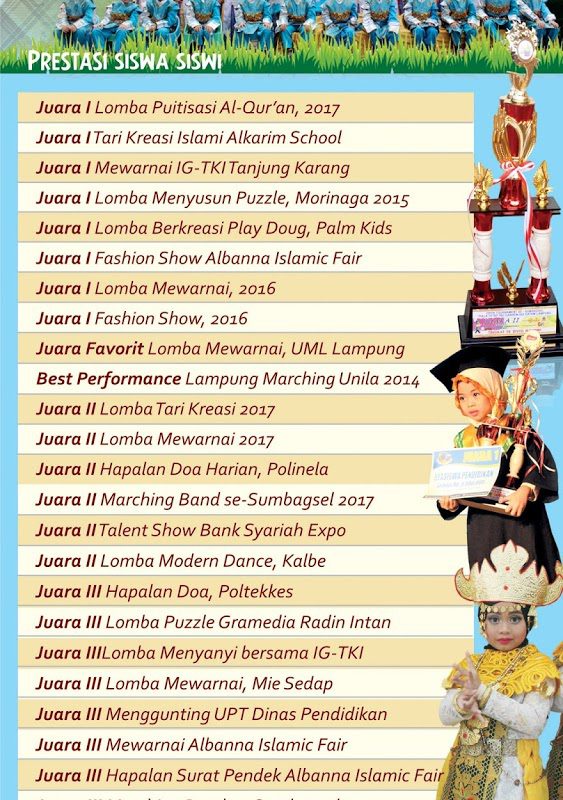 PRESTASI SISWA SISWI
Juara I Lomba Puitisasi Al-Qur'an, 2017
Juara I Tari Kreasi Islami Alkarim School
Juara I Mewarnai IG-TKI Tanjung Karang
Juara I Lomba Menyusun Puzzle, Morinaga 2015
Juara I Lomba Berkreasi Play Doug, Palm Kids
Juara I Fashion Show Albanna Islamic Fair
Juara I Lomba Mewarnai, 2016
Juara I Fashion Show, 2016
Juara Favorit Lomba Mewarnai, UML Lampung
Best Performance Lampung Marching Unila 2014
Juara II Lomba Tari Kreasi 2017
Juara II Lomba Mewarnai 2017
Juara II Hapalan Doa Harian, Polinela
Juara II Marching Band se-Sumbagsel 2017
Juara II Talent Show Bank Syariah Expo
Juara II Lomba Modern Dance, Kalbe
Juara III Hapalan Doa, Poltekkes
Juara III Lomba Puzzle Gramedia Radin Intan
Juara IIILomba Menyanyi bersama IG-TKI
Juara III Lomba Mewarnai, Mie Sedap
Juara III Menggunting UPT Dinas Pendidikan
Juara III Mewarnai Albanna Islamic Fair
Juara III Hapalan Surat Pendek Albanna Islamic Fair
JUARA 1
BEASISWA PENDIDIKAN